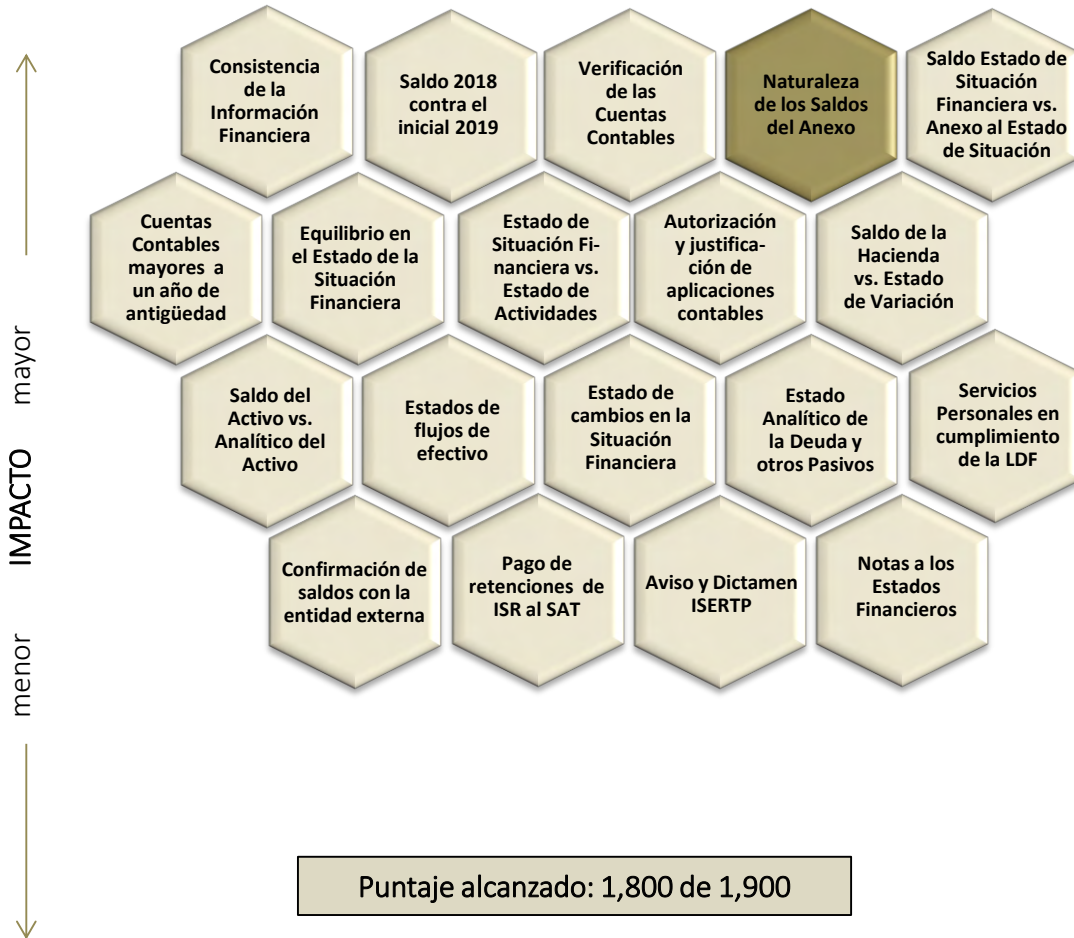 Consistencia
de la
Información
Financiera
Saldo 2018
contra el
inicial 2019
Verificación
de las
Cuentas
Contables
Naturaleza
de los Saldos
del Anexo
Saldo Estado de
Situación
Financiera vs.
Anexo al Estado
de Situación
Cuentas
Contables
mayores a
un año de
antigüedad
Equilibrio en
el Estado de la
Situación
Financiera
Estado de
Situación Fi-
nanciera vs.
Estado de
Actividades
Autorización
y justifica-
ción de
aplicaciones
contables
Saldo de la
Hacienda
vs. Estado
de Variación
Saldo del
Activo vs.
Analítico del
Activo
Estados de
flujos de
efectivo
Estado de
cambios en la
Situación
Financiera
Estado
Analítico de
la Deuda y
otros Pasivos
Servicios
Personales en
cumplimiento
de la LDF
Confirmación de
saldos con la
entidad externa
Pago de
retenciones de
ISR al SAT
Aviso y Dictamen
ISERTP
Notas a los
Estados
Financieros
menor IMPACTO mayor
Puntaje alcanzado: 1,800 de 1,900